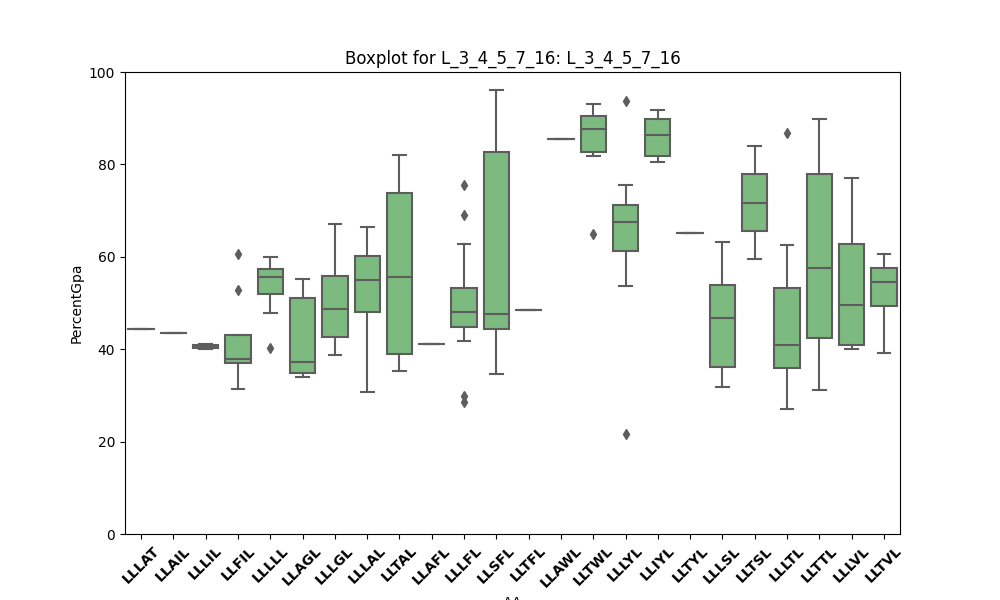 Boxplot for L_3_4_5_7_16: L_3_4_5_7_16
100
80
60
40
20
0
PercentGpa
LLLAT LLAIL LLLIL LLFIL LLLLL LLAGL LLLGL LLLAL LLTAL LLAFL LLLFL LLSFL LLTFL LLAWL LLTWL LLLYL LLIYL LLTYL LLLSL LLTSL LLLTL LLTTL LLLVL LLTVL
AA